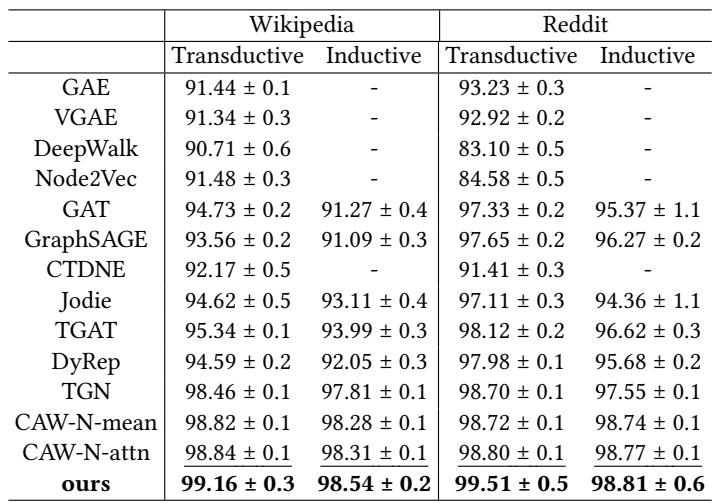 Wikipedia Reddit
Transductive Inductive Transductive Inductive
GAE 91.44 ± 0.1 - 93.23 ± 0.3 -
VGAE 91.34 ± 0.3 - 92.92 ± 0.2 -
DeepWalk 90.71 ± 0.6 - 83.10 ± 0.5 -
Node2Vec 91.48 ± 0.3 - 84.58 ± 0.5 -
GAT 94.73 ± 0.2 91.27 ± 0.4 97.33 ± 0.2 95.37 ± 1.1
GraphSAGE 93.56 ± 0.2 91.09 ± 0.3 97.65 ± 0.2 96.27 ± 0.2
CTDNE 92.17 ± 0.5 - 91.41 ± 0.3 -
Jodie 94.62 ± 0.5 93.11 ± 0.4 97.11 ± 0.3 94.36 ± 1.1
TGAT 95.34 ± 0.1 93.99 ± 0.3 98.12 ± 0.2 96.62 ± 0.3
DyRep 94.59 ± 0.2 92.05 ± 0.3 97.98 ± 0.1 95.68 ± 0.2
TGN 98.46 ± 0.1 97.81 ± 0.1 98.70 ± 0.1 97.55 ± 0.1
CAW-N-mean 98.82 ± 0.1 98.28 ± 0.1 98.72 ± 0.1 98.74 ± 0.1
CAW-N-attn 98.84 ± 0.1 98.31 ± 0.1 98.80 ± 0.1 98.77 ± 0.1
ours 99.16 ± 0.3 98.54 ± 0.2 99.51 ± 0.5 98.81 ± 0.6